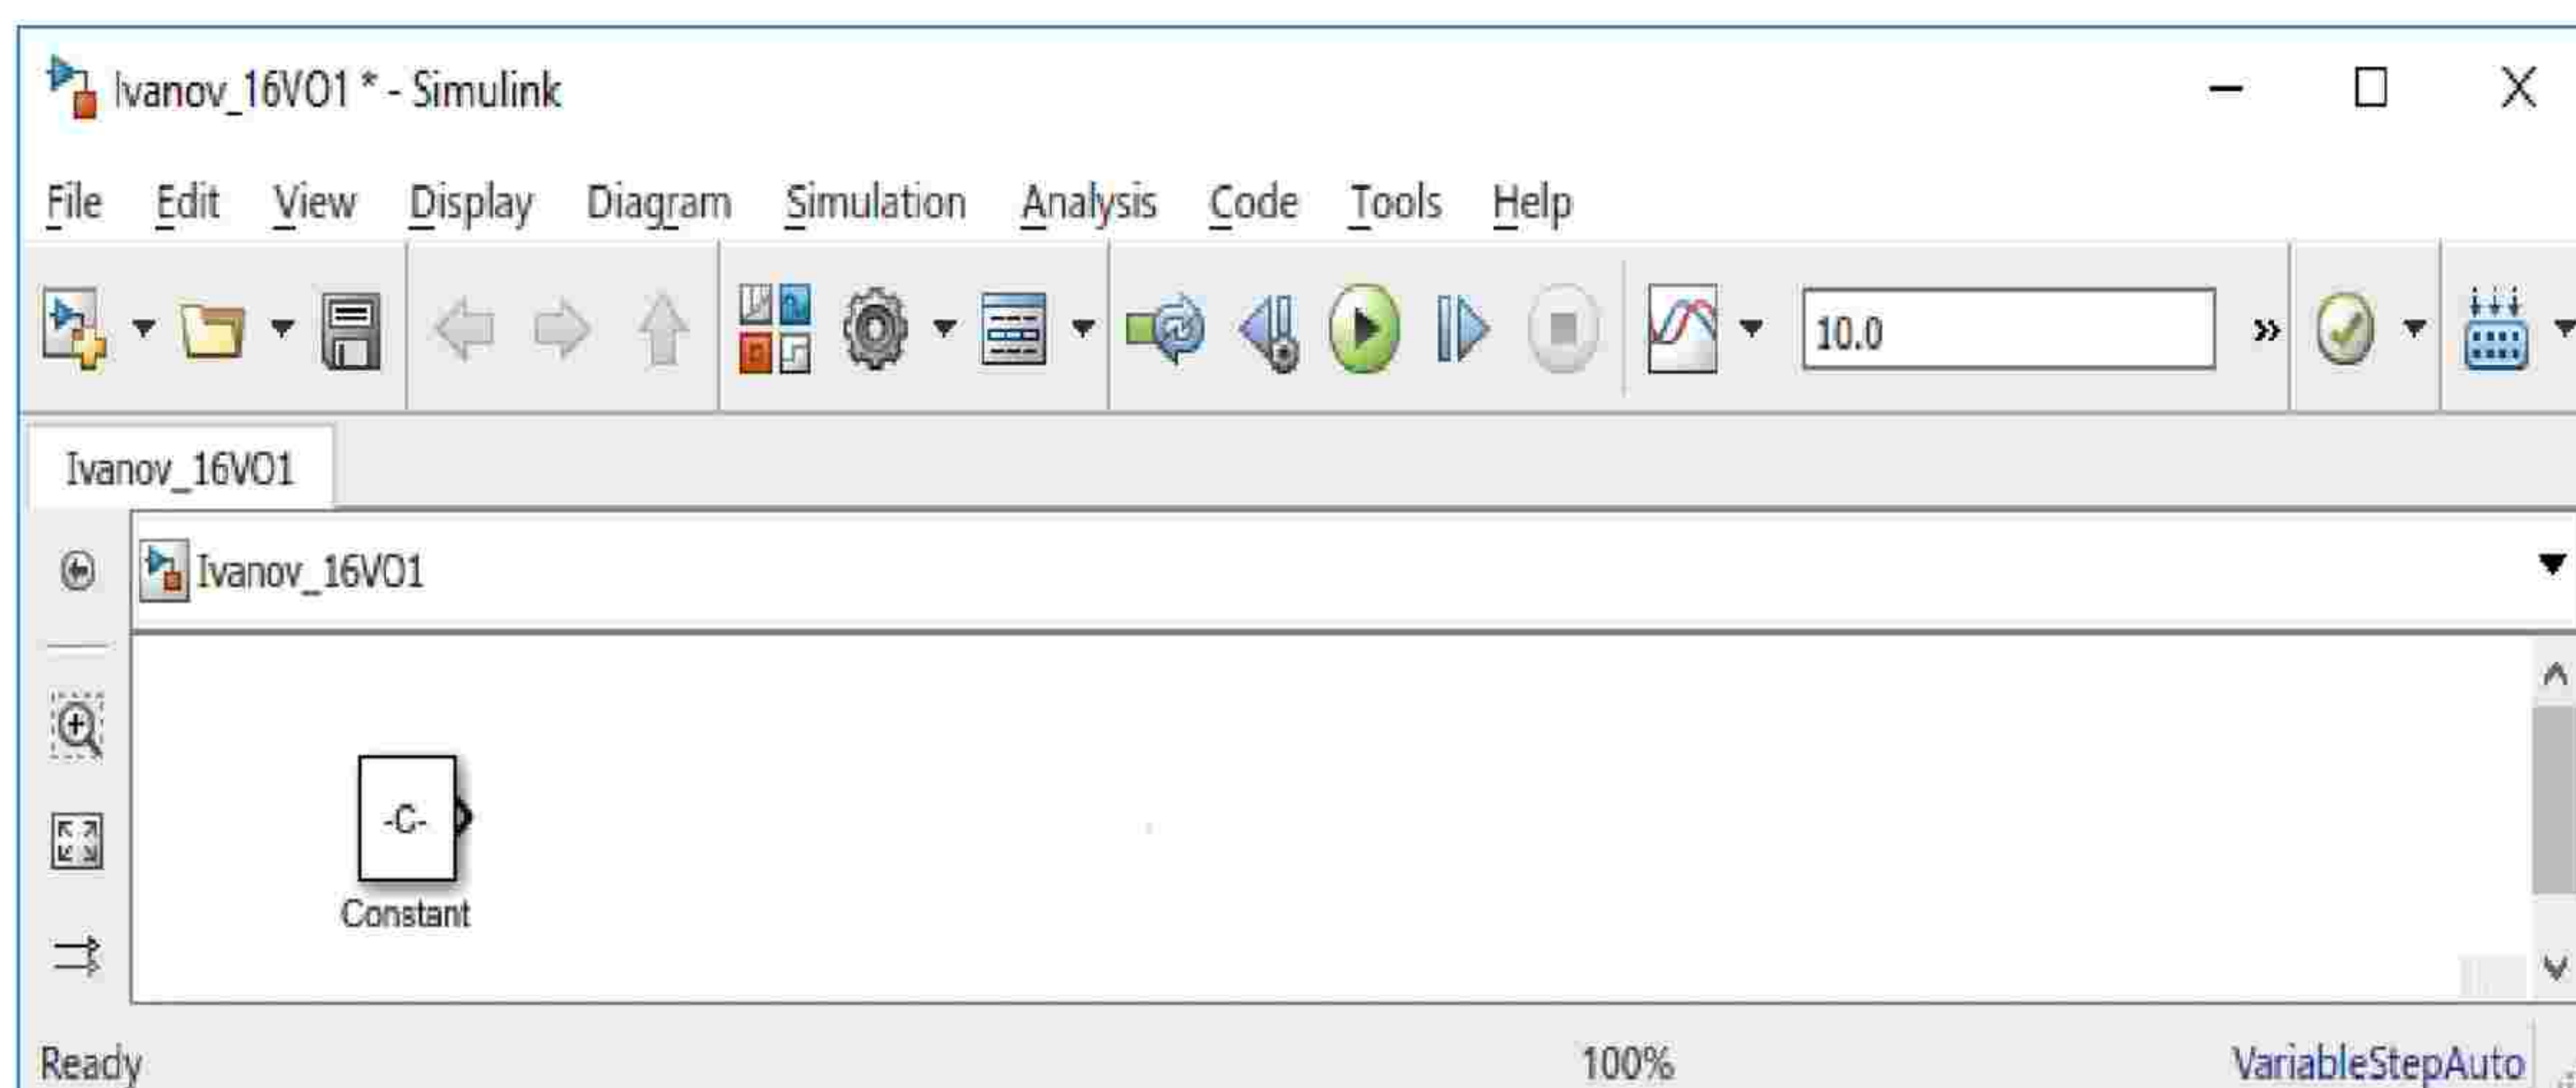 Ivanov_16VO1 * - Simulink
File Edit View Display Diagram Simulation Analysis Code Tools Help
10.0 »
Ivanov_16VO1
Ivanov_16VO1
-C-
Constant
Ready 100% VariableStepAuto